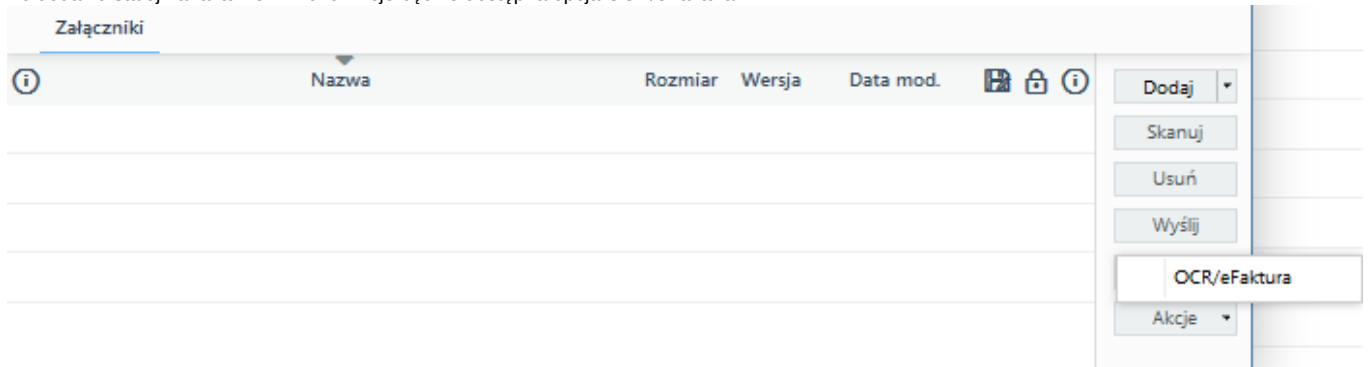 Załączniki
Nazwa Rozmiar Wersja Data mod.
Dodaj
Skanuj
Usuń
Wyślij
OCR/eFaktura
Akcje